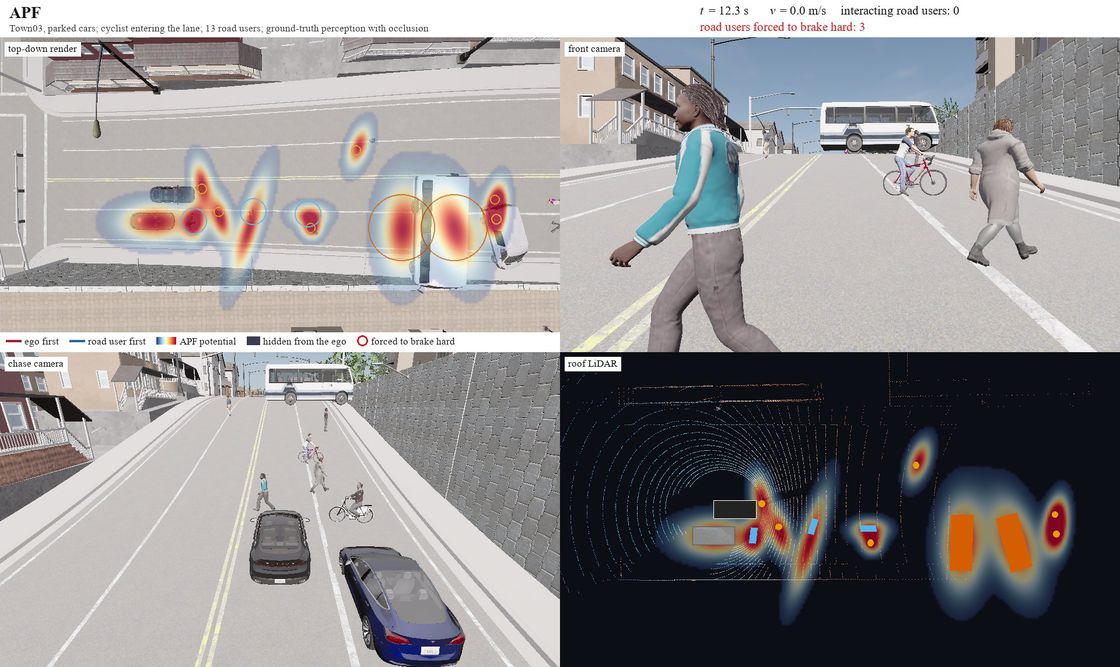 APF
Town03, parked cars; cyclist entering the lane; 13 road users; ground-truth perception with occlusion
t = 12.3 s v = 0.0 m/s interacting road users: 0
road users forced to brake hard: 3
top-down render
front camera
ego first road user first APF potential hidden from the ego forced to brake hard
chase camera
roof LiDAR